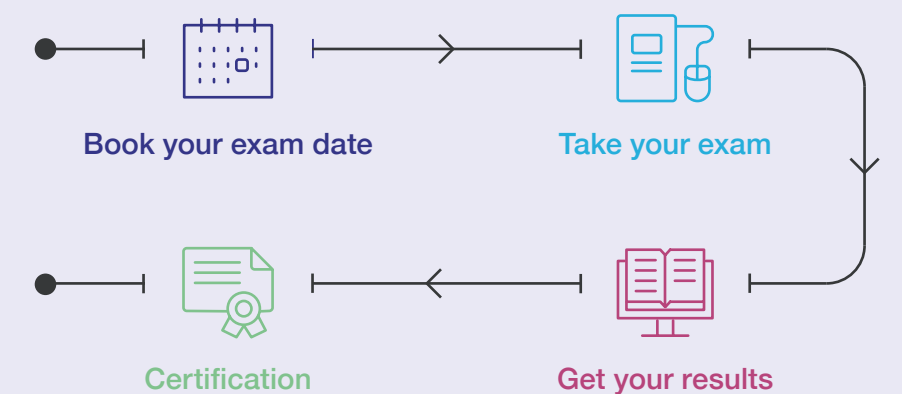 Book your exam date
Take your exam
Certification
Get your results